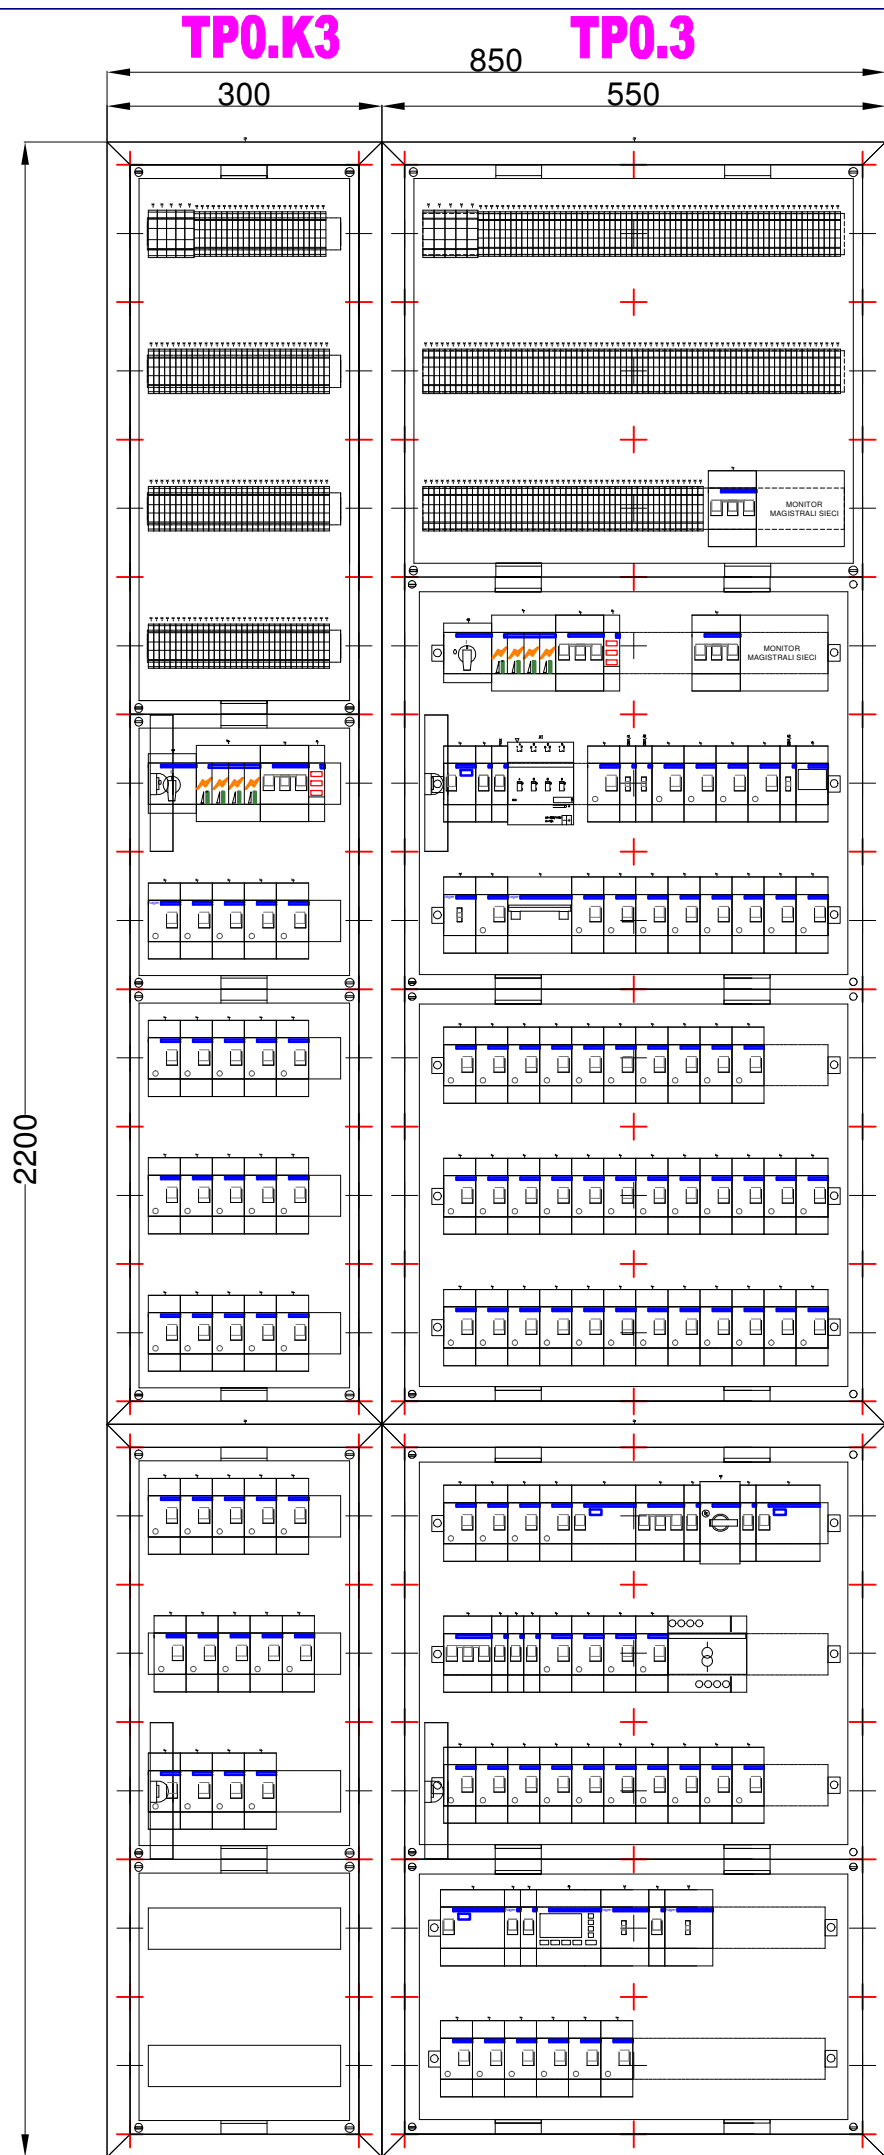 TP0.K3 TP0.3
850
300 550
2200
MONITOR
MAGISTRALI SIECI
MONITOR
MAGISTRALI SIECI